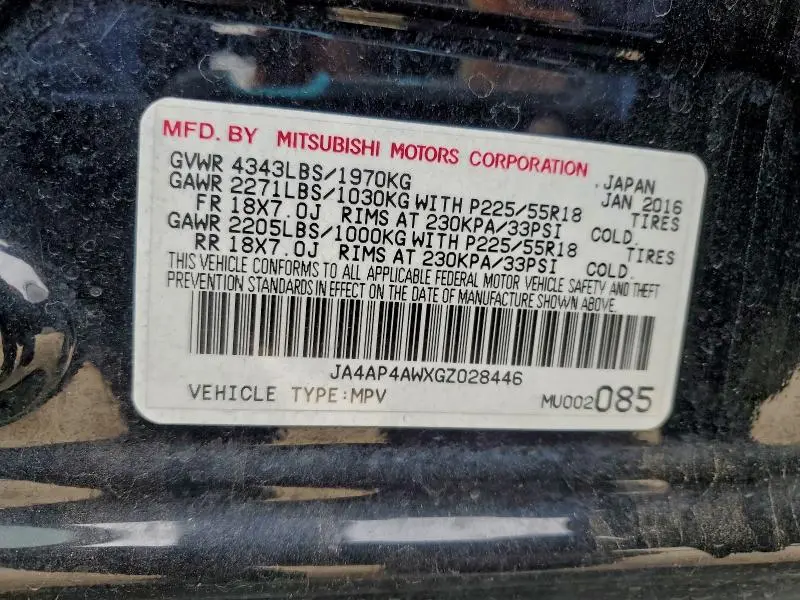 MFD. BY MITSUBISHI MOTORS CORPORATION .JAPAN
GVWR 4343LBS/1970KG JAN 2016
GAWR 2271LBS/1030KG WITH P225/55R18 TIRES
FR 18X7.0J RIMS AT 230KPA/33PSI COLD.
GAWR 2205LBS/1000KG WITH P225/55R18 TIRES
RR 18X7.0J RIMS AT 230KPA/33PSI COLD.
THIS VEHICLE CONFORMS TO ALL APPLICABLE FEDERAL MOTOR VEHICLE SAFETY AND THEFT
PREVENTION STANDARDS IN EFFECT ON THE DATE OF MANUFACTURE SHOWN ABOVE.
JA4AP4AWXGZ028446
VEHICLE TYPE:MPV MU002085